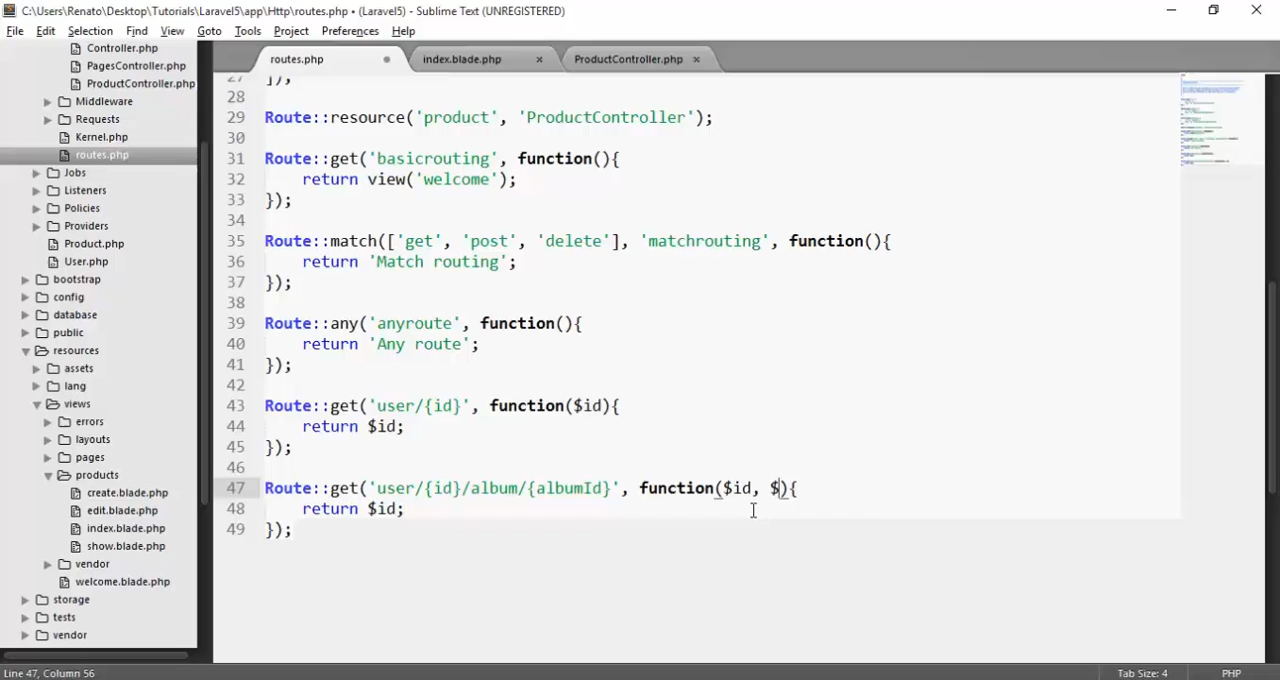 C:\Users\Renato\Desktop\Tutorials\Laravel5\app\Http\routes.php • (Laravel5) - Sublime Text (UNREGISTERED)
File Edit Selection Find View Goto Tools Project Preferences Help
Controller.php
PagesController.php
ProductController.php
Middleware
Requests
Kernel.php
routes.php
Jobs
Listeners
Policies
Providers
Product.php
User.php
bootstrap
config
database
public
resources
assets
lang
views
errors
layouts
pages
products
create.blade.php
edit.blade.php
index.blade.php
show.blade.php
vendor
welcome.blade.php
storage
tests
vendor
routes.php index.blade.php × ProductController.php ×
27 ]);
28
29 Route::resource('product', 'ProductController');
30
31 Route::get('basicrouting', function(){
32 return view('welcome');
33 });
34
35 Route::match(['get', 'post', 'delete'], 'matchrouting', function(){
36 return 'Match routing';
37 });
38
39 Route::any('anyroute', function(){
40 return 'Any route';
41 });
42
43 Route::get('user/{id}', function($id){
44 return $id;
45 });
46
47 Route::get('user/{id}/album/{albumId}', function($id, $){
48 return $id;
49 });
Line 47, Column 56 Tab Size: 4 PHP